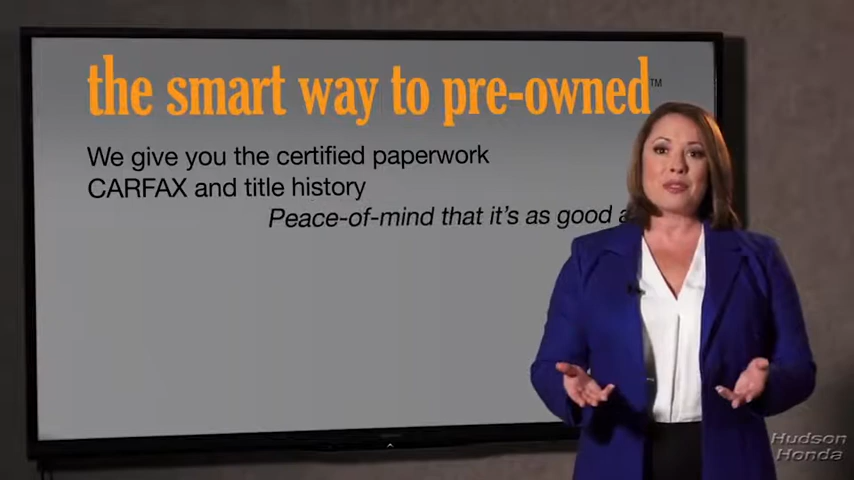 the smart way to pre-owned™
We give you the certified paperwork
CARFAX and title history
Peace-of-mind that it's as good
Hudson
Honda